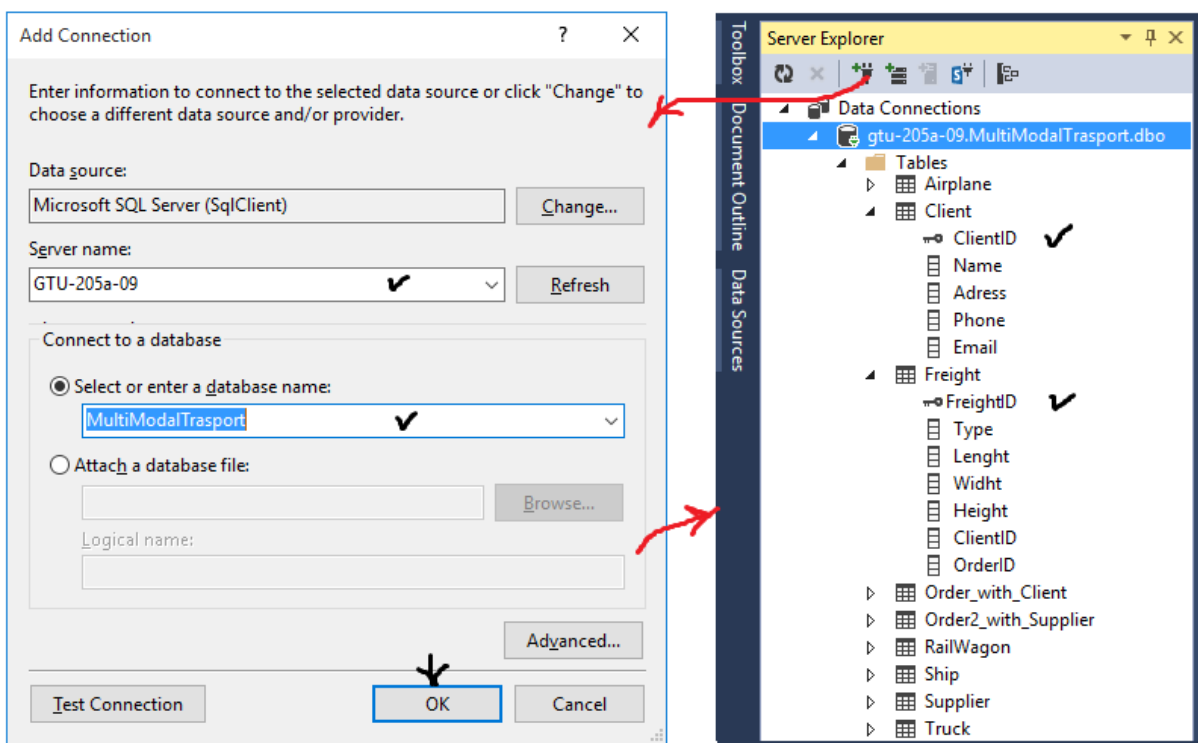 Add Connection
?
Enter information to connect to the selected data source or click "Change" to
choose a different data source and/or provider.
Data source:
Microsoft SQL Server (SqlClient)
Change...
Server name:
GTU-205a-09
Refresh
Connect to a database
Select or enter a database name:
MultiModalTrasport
Attach a database file:
Browse...
Logical name:
Advanced...
Test Connection
OK
Cancel
Toolbox
Document Outline
Data Sources
Server Explorer
Data Connections
gtu-205a-09.MultiModalTrasport.dbo
Tables
Airplane
Client
ClientID
Name
Adress
Phone
Email
Freight
FreightID
Type
Lenght
Widht
Height
ClientID
OrderID
Order_with_Client
Order2_with_Supplier
RailWagon
Ship
Supplier
Truck